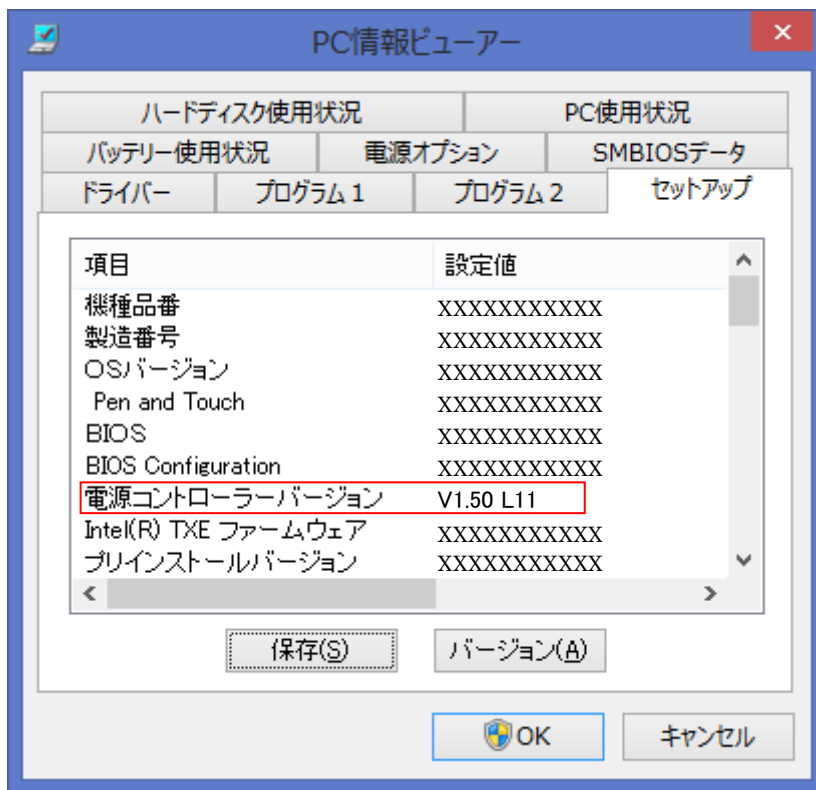 PC情報ビューアー
ハードディスク使用状況 PC使用状況
バッテリー使用状況 電源オプション SMBIOSデータ
ドライバー プログラム 1 プログラム 2 セットアップ
項目 設定値
機種品番 XXXXXXXXXXX
製造番号 XXXXXXXXXXX
OSバージョン XXXXXXXXXXX
Pen and Touch XXXXXXXXXXX
BIOS XXXXXXXXXXX
BIOS Configuration XXXXXXXXXXX
電源コントローラーバージョン V1.50 L11
Intel(R) TXE ファームウェア XXXXXXXXXXX
プリインストールバージョン XXXXXXXXXXX
保存(S) バージョン(A)
OK キャンセル